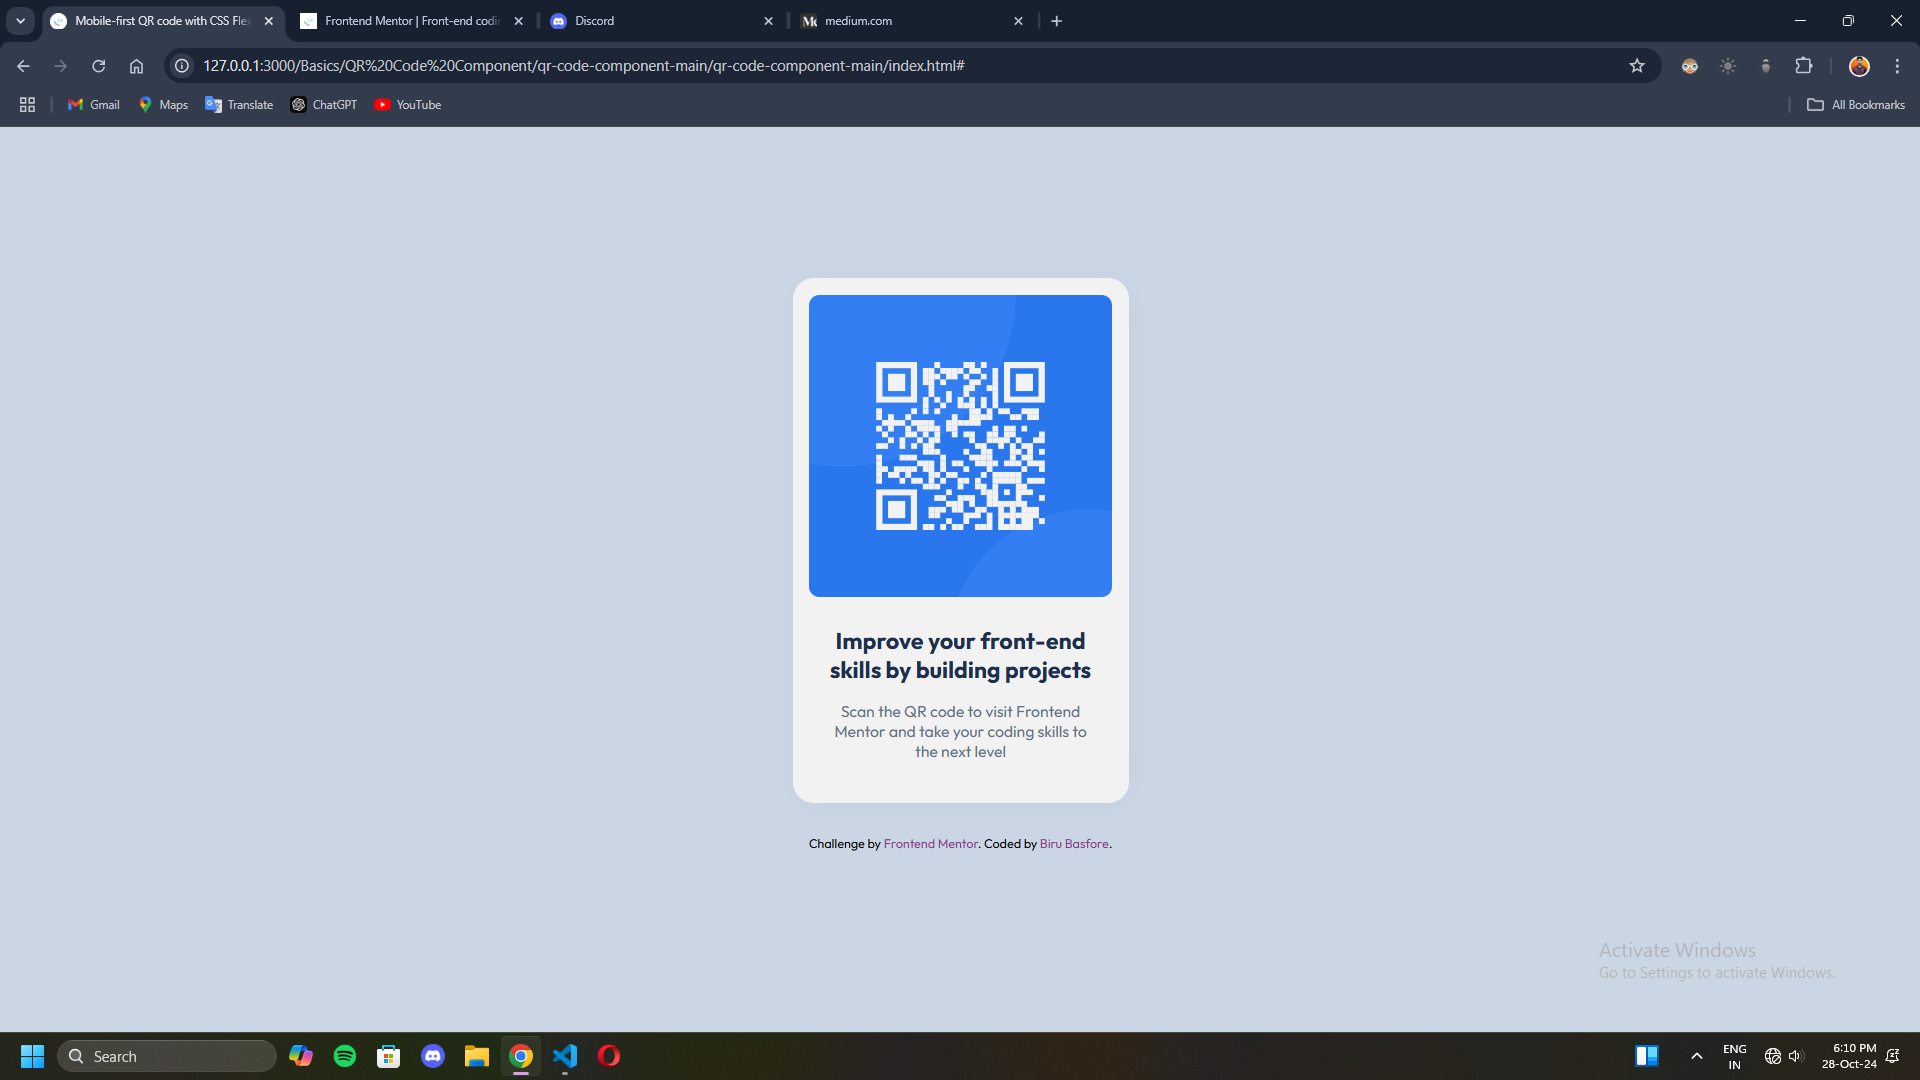 Mobile-first QR code with CSS Fle
Frontend Mentor | Front-end codi
Discord
medium.com
127.0.0.1:3000/Basics/QR%20Code%20Component/qr-code-component-main/qr-code-component-main/index.html#
Gmail
Maps
Translate
ChatGPT
YouTube
All Bookmarks
Improve your front-end
skills by building projects
Scan the QR code to visit Frontend
Mentor and take your coding skills to
the next level
Challenge by Frontend Mentor. Coded by Biru Basfore.
Activate Windows
Go to Settings to activate Windows.
Search
ENG
IN
6:10 PM
28-Oct-24